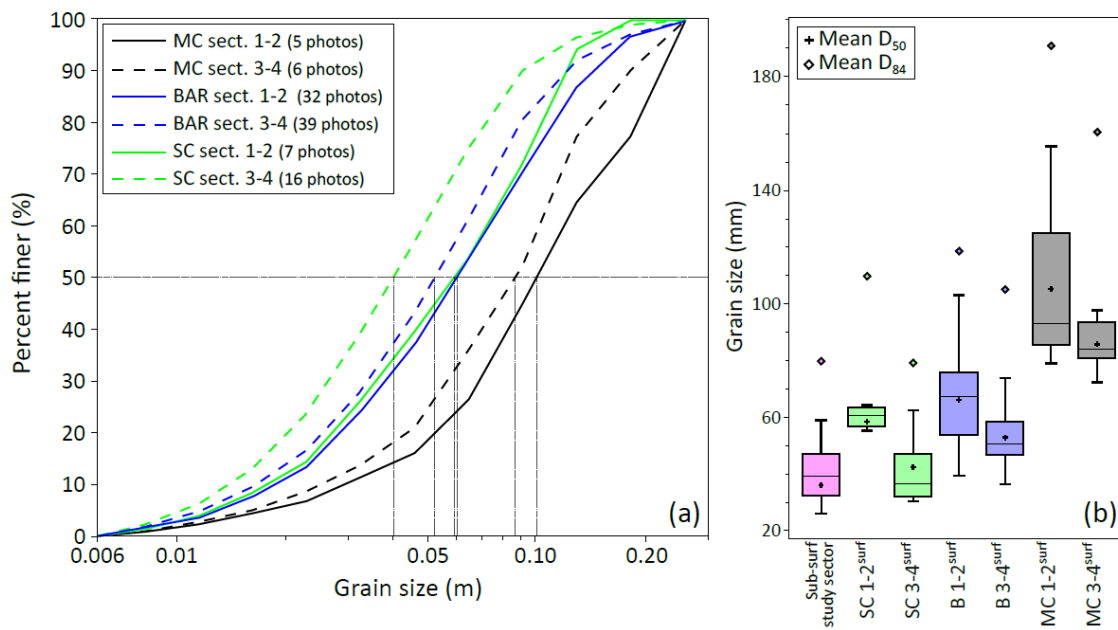 100
90
80
70
60
50
40
30
20
10
0
Percent finer (%)
MC sect. 1-2 (5 photos)
MC sect. 3-4 (6 photos)
BAR sect. 1-2 (32 photos)
BAR sect. 3-4 (39 photos)
SC sect. 1-2 (7 photos)
SC sect. 3-4 (16 photos)
(a)
0.006 0.01 0.05 0.10 0.20
Grain size (m)
Mean D50
Mean D84
180
140
100
60
20
Grain size (mm)
(b)
Sub-surf
study sector
SC 1-2surf
SC 3-4surf
B 1-2surf
B 3-4surf
MC 1-2surf
MC 3-4surf